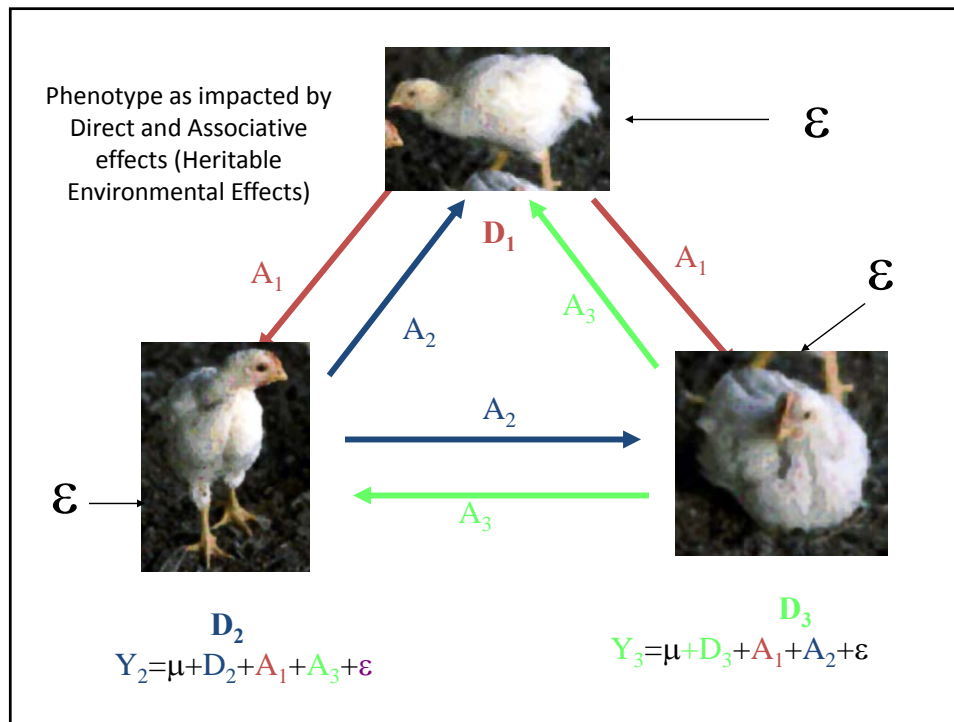 Phenotype as impacted by
Direct and Associative
effects (Heritable
Environmental Effects)
ε
D₁
A₁
A₁
ε
A₂
A₃
A₂
ε
A₃
D₂
Y₂=μ+D₂+A₁+A₃+ε
D₃
Y₃=μ+D₃+A₁+A₂+ε